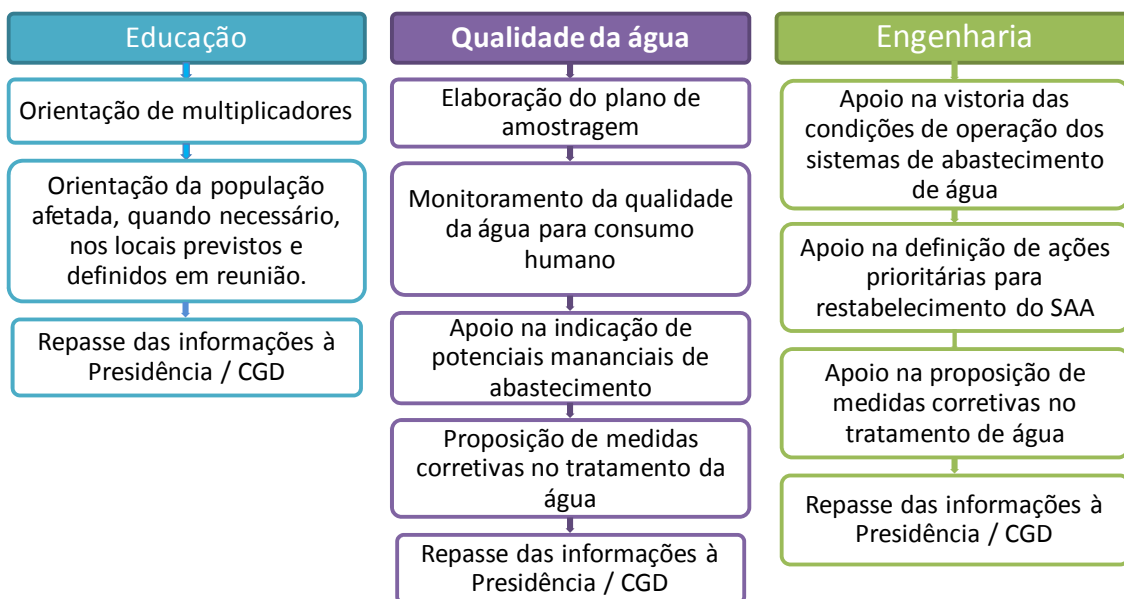 Educação
Orientação de multiplicadores
Orientação da população
afetada, quando necessário,
nos locais previstos e
definidos em reunião.
Repasse das informações à
Presidência / CGD
Qualidade da água
Elaboração do plano de
amostragem
Monitoramento da qualidade
da água para consumo
humano
Apoio na indicação de
potenciais mananciais de
abastecimento
Proposição de medidas
corretivas no tratamento da
água
Repasse das informações à
Presidência / CGD
Engenharia
Apoio na vistoria das
condições de operação dos
sistemas de abastecimento
de água
Apoio na definição de ações
prioritárias para
restabelecimento do SAA
Apoio na proposição de
medidas corretivas no
tratamento de água
Repasse das informações à
Presidência / CGD